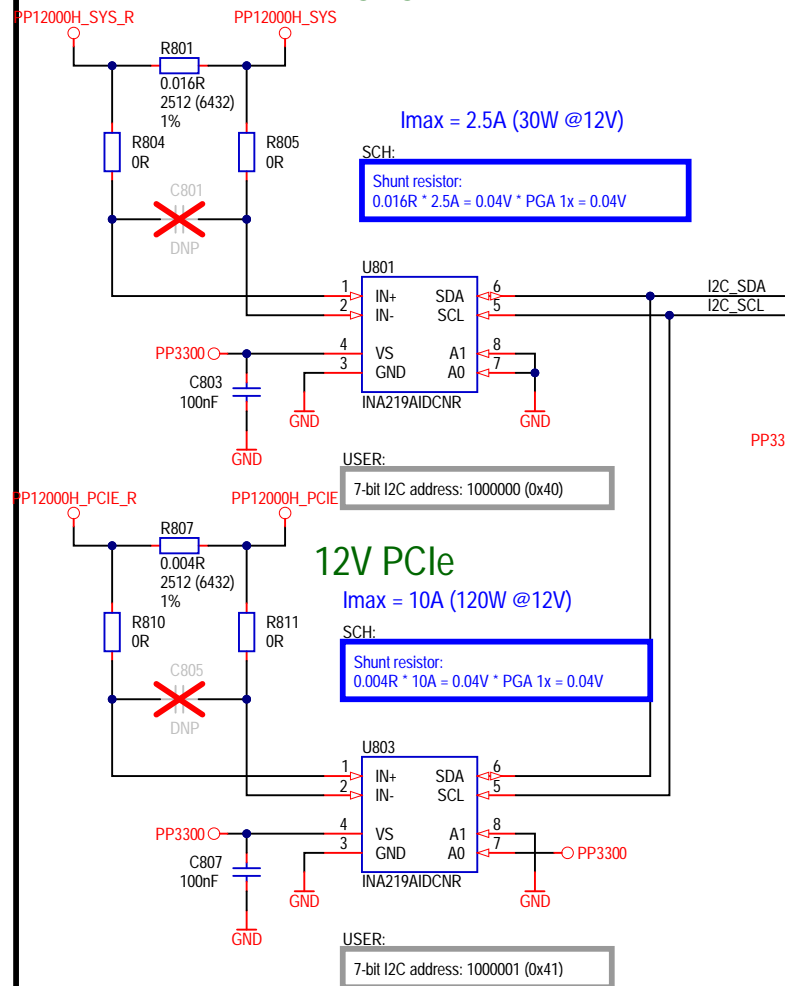 PP12000H_SYS_R
PP12000H_SYS
R801
0.016R
2512 (6432)
1%
R804
0R
R805
0R
C801
DNP
Imax = 2.5A (30W @12V)
SCH:
Shunt resistor:
0.016R * 2.5A = 0.04V * PGA 1x = 0.04V
U801
1 IN+ SDA 6
2 IN- SCL 5
4 VS A1 8
3 GND A0 7
INA219AIDCNR
I2C_SDA
I2C_SCL
PP3300
C803
100nF
GND
GND
GND
PP33
USER:
7-bit I2C address: 1000000 (0x40)
PP12000H_PCIE_R
PP12000H_PCIE
R807
0.004R
2512 (6432)
1%
R810
0R
R811
0R
C805
DNP
12V PCIe
Imax = 10A (120W @12V)
SCH:
Shunt resistor:
0.004R * 10A = 0.04V * PGA 1x = 0.04V
U803
1 IN+ SDA 6
2 IN- SCL 5
4 VS A1 8
3 GND A0 7
INA219AIDCNR
PP3300
PP3300
C807
100nF
GND
GND
GND
USER:
7-bit I2C address: 1000001 (0x41)